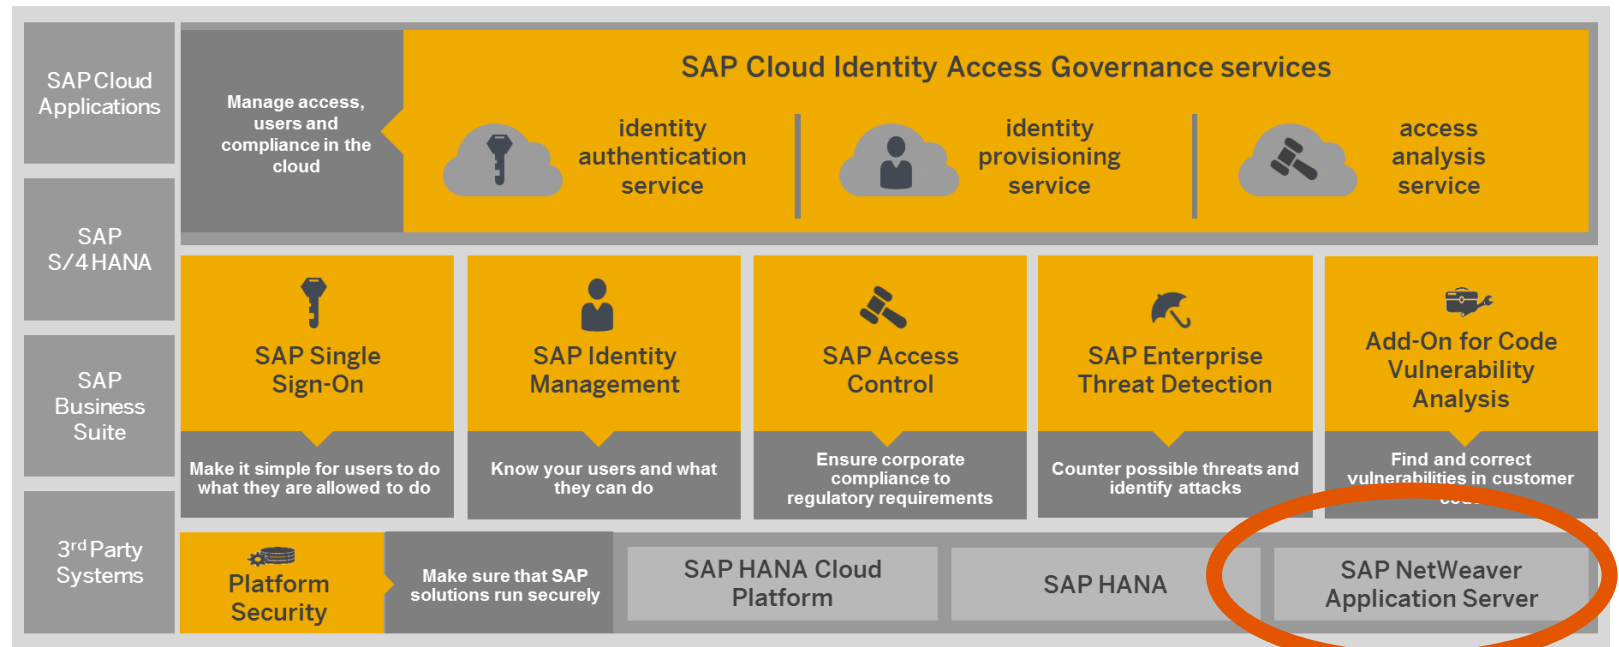 SAP Cloud
Applications
SAP
S/4 HANA
SAP
Business
Suite
3rd Party
Systems
Manage access,
users and
compliance in the
cloud
SAP Cloud Identity Access Governance services
identity
authentication
service
identity
provisioning
service
access
analysis
service
SAP Single
Sign-On
Make it simple for users to do
what they are allowed to do
SAP Identity
Management
Know your users and what
they can do
SAP Access
Control
Ensure corporate
compliance to
regulatory requirements
SAP Enterprise
Threat Detection
Counter possible threats and
identify attacks
Add-On for Code
Vulnerability
Analysis
Find and correct
vulnerabilities in customer
Platform
Security
Make sure that SAP
solutions run securely
SAP HANA Cloud
Platform
SAP HANA
SAP NetWeaver
Application Server